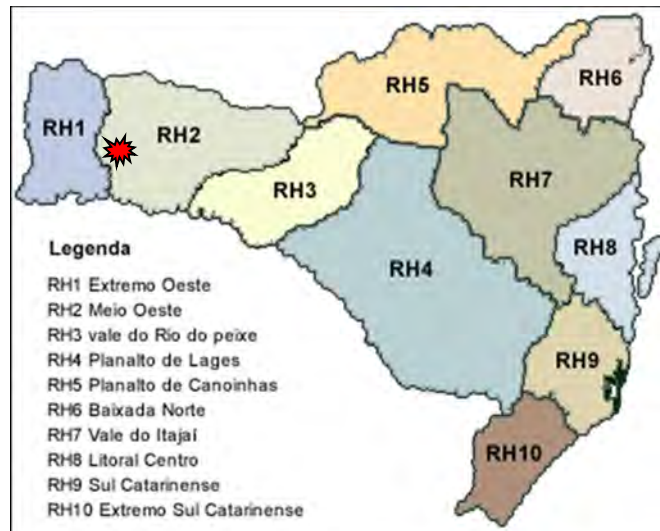 RH5
RH6
RH1
RH2
RH7
RH3
RH8
RH4
RH9
RH10
Legenda
RH1 Extremo Oeste
RH2 Meio Oeste
RH3 vale do Rio do peixe
RH4 Planalto de Lages
RH5 Planalto de Canoinhas
RH6 Baixada Norte
RH7 Vale do Itajaí
RH8 Litoral Centro
RH9 Sul Catarinense
RH10 Extremo Sul Catarinense